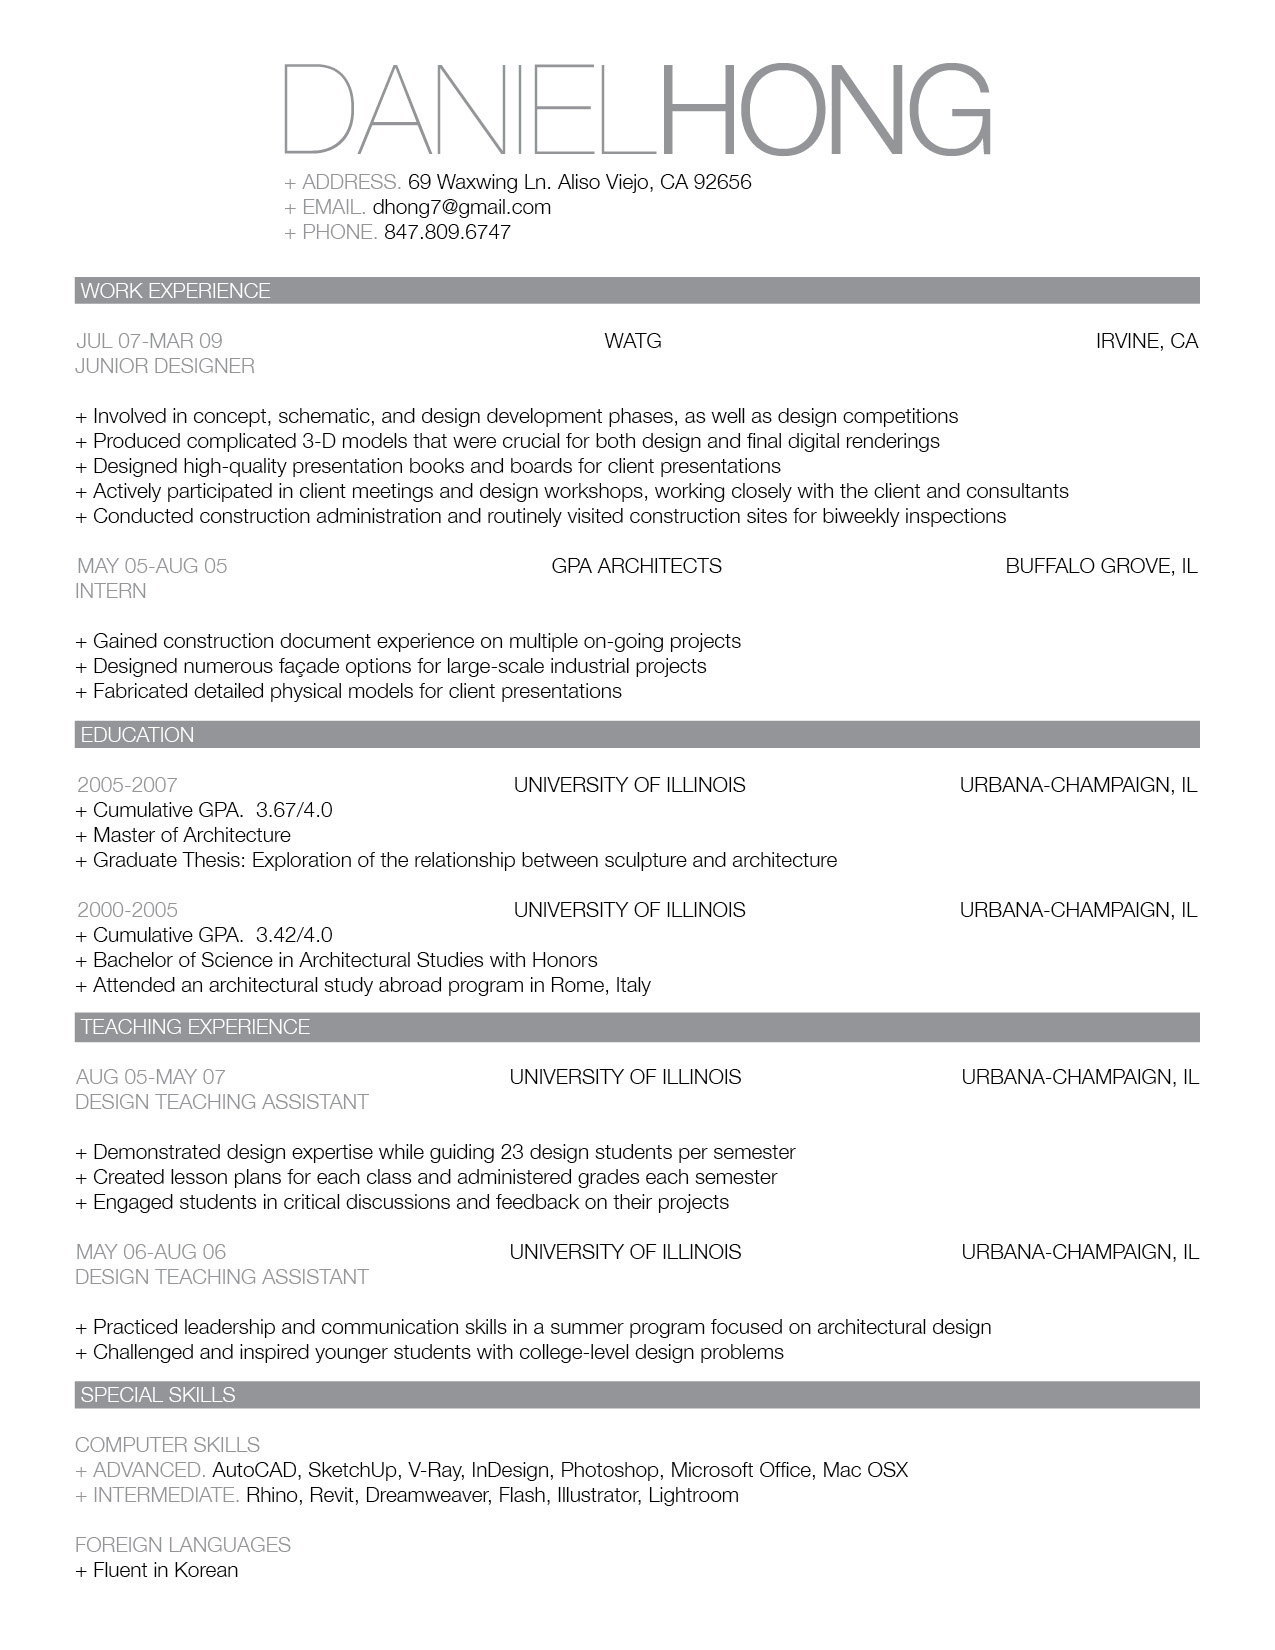 DANIELHONG
+ ADDRESS. 69 Waxwing Ln. Aliso Viejo, CA 92656
+ EMAIL. dhong7@gmail.com
+ PHONE. 847.809.6747
WORK EXPERIENCE
JUL 07-MAR 09 WATG IRVINE, CA
JUNIOR DESIGNER
+ Involved in concept, schematic, and design development phases, as well as design competitions
+ Produced complicated 3-D models that were crucial for both design and final digital renderings
+ Designed high-quality presentation books and boards for client presentations
+ Actively participated in client meetings and design workshops, working closely with the client and consultants
+ Conducted construction administration and routinely visited construction sites for biweekly inspections
MAY 05-AUG 05 GPA ARCHITECTS BUFFALO GROVE, IL
INTERN
+ Gained construction document experience on multiple on-going projects
+ Designed numerous façade options for large-scale industrial projects
+ Fabricated detailed physical models for client presentations
EDUCATION
2005-2007 UNIVERSITY OF ILLINOIS URBANA-CHAMPAIGN, IL
+ Cumulative GPA.  3.67/4.0
+ Master of Architecture
+ Graduate Thesis: Exploration of the relationship between sculpture and architecture
2000-2005 UNIVERSITY OF ILLINOIS URBANA-CHAMPAIGN, IL
+ Cumulative GPA.  3.42/4.0
+ Bachelor of Science in Architectural Studies with Honors
+ Attended an architectural study abroad program in Rome, Italy
TEACHING EXPERIENCE
AUG 05-MAY 07 UNIVERSITY OF ILLINOIS URBANA-CHAMPAIGN, IL
DESIGN TEACHING ASSISTANT
+ Demonstrated design expertise while guiding 23 design students per semester
+ Created lesson plans for each class and administered grades each semester
+ Engaged students in critical discussions and feedback on their projects
MAY 06-AUG 06 UNIVERSITY OF ILLINOIS URBANA-CHAMPAIGN, IL
DESIGN TEACHING ASSISTANT
+ Practiced leadership and communication skills in a summer program focused on architectural design
+ Challenged and inspired younger students with college-level design problems
SPECIAL SKILLS
COMPUTER SKILLS
+ ADVANCED. AutoCAD, SketchUp, V-Ray, InDesign, Photoshop, Microsoft Office, Mac OSX
+ INTERMEDIATE. Rhino, Revit, Dreamweaver, Flash, Illustrator, Lightroom
FOREIGN LANGUAGES
+ Fluent in Korean